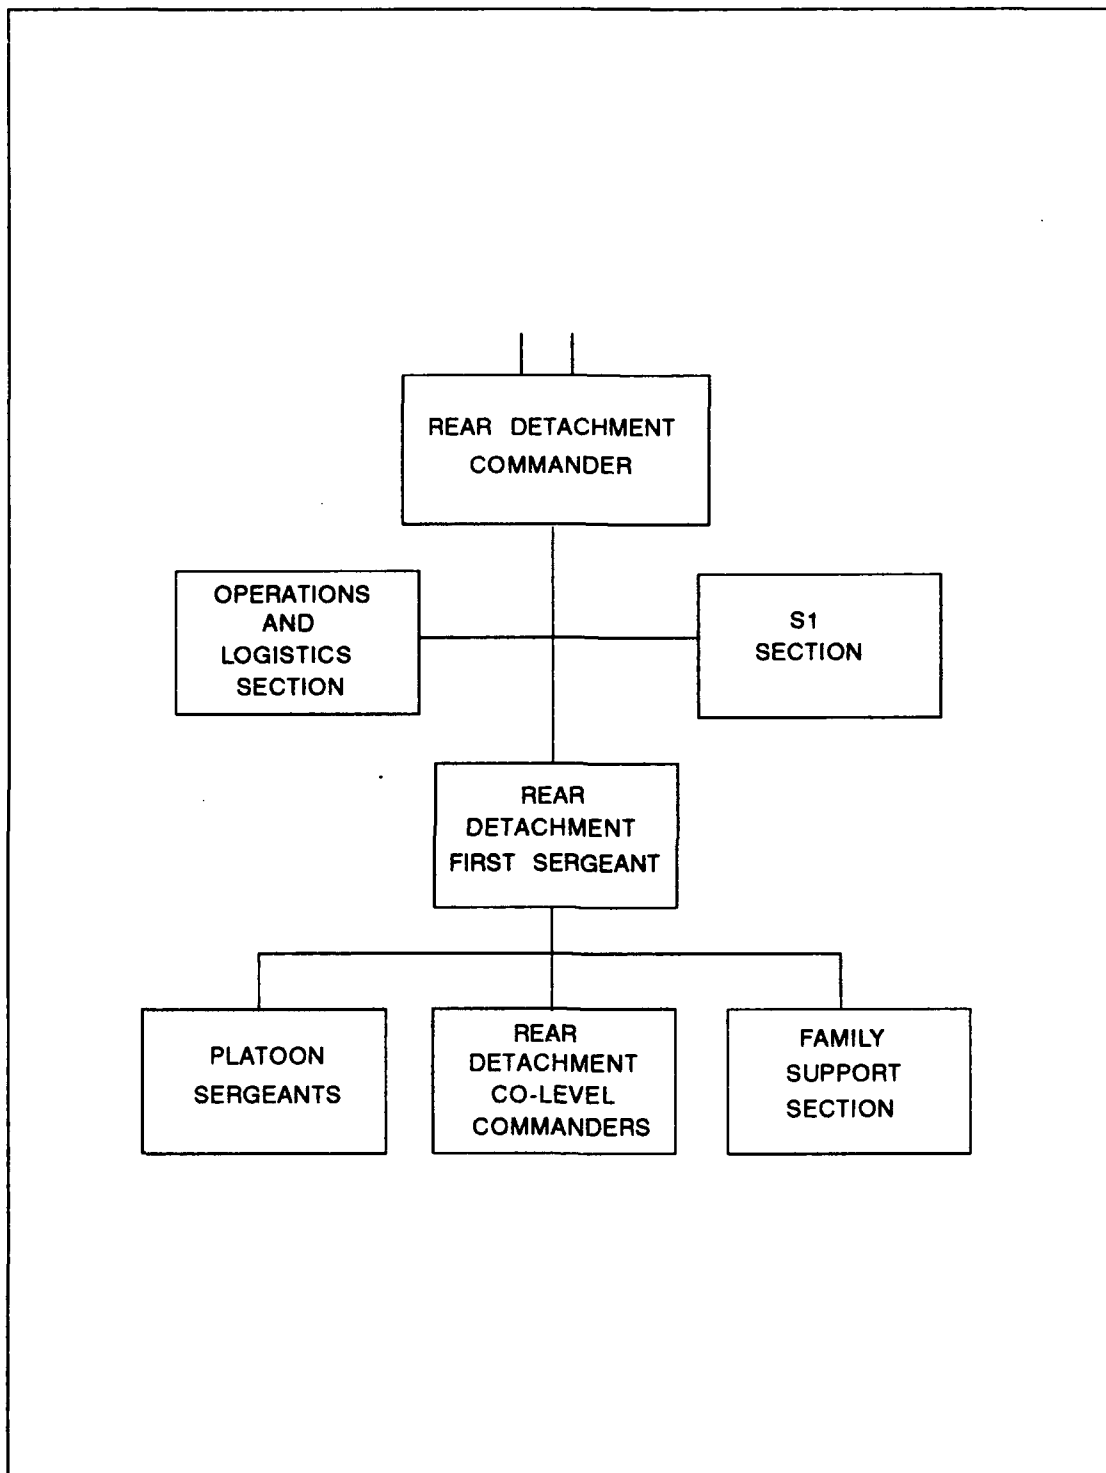 REAR DETACHMENT
COMMANDER
OPERATIONS
AND
LOGISTICS
SECTION
S1
SECTION
REAR
DETACHMENT
FIRST SERGEANT
PLATOON
SERGEANTS
REAR
DETACHMENT
CO-LEVEL
COMMANDERS
FAMILY
SUPPORT
SECTION